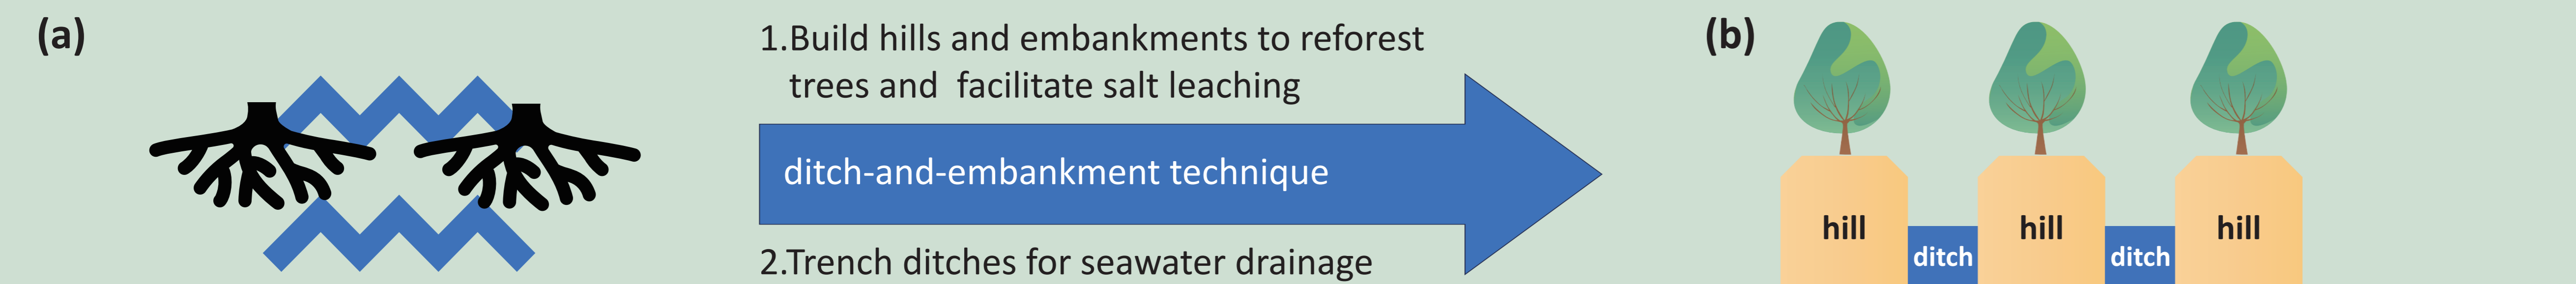 (a)
1.Build hills and embankments to reforest
trees and  facilitate salt leaching
ditch-and-embankment technique
2.Trench ditches for seawater drainage
(b)
hill
hill
hill
ditch
ditch